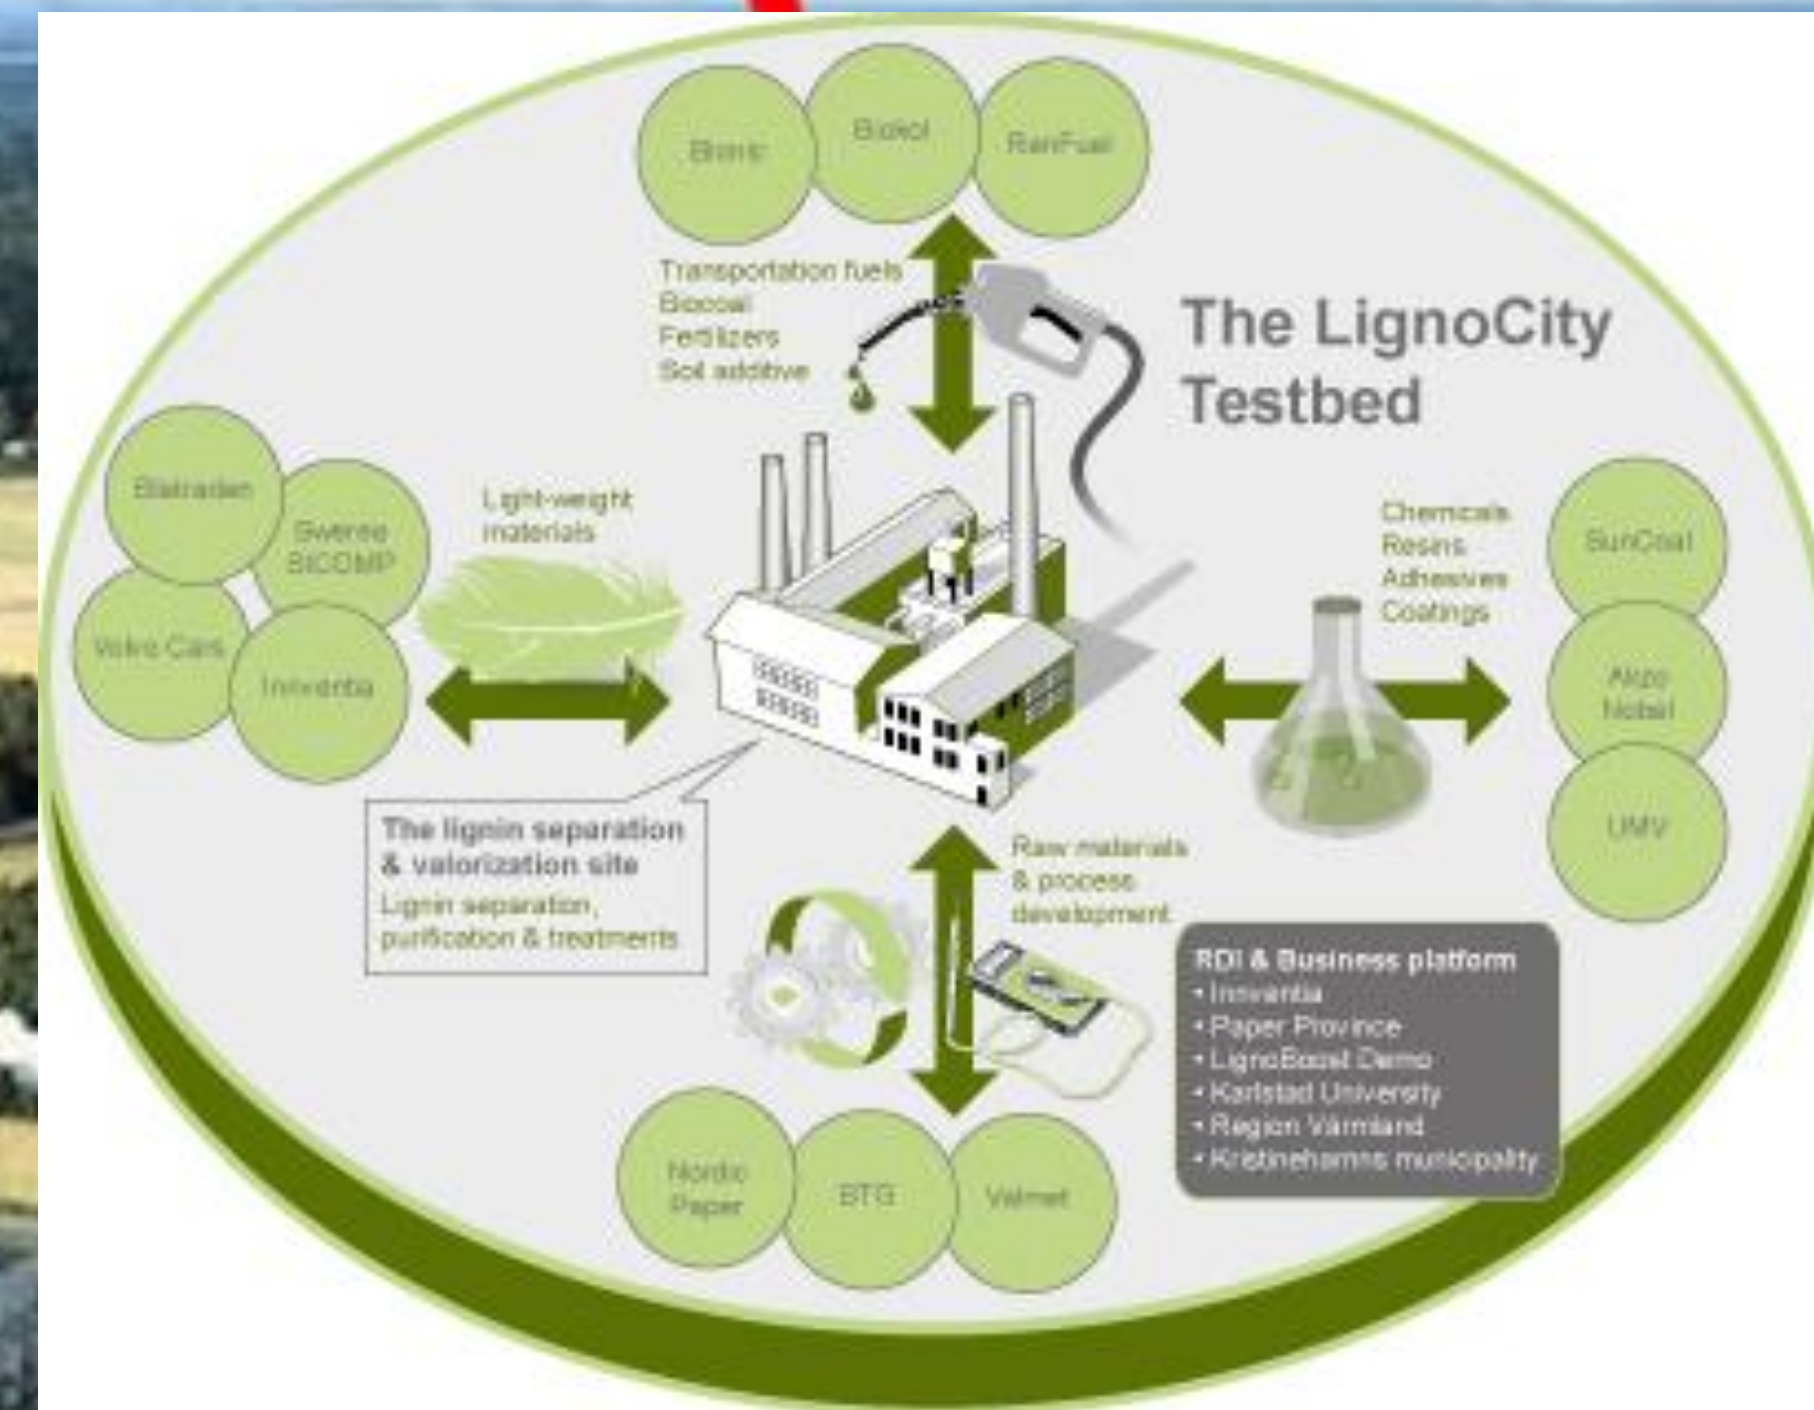 Biokol
RenFuel
Transportation fuels
Biocoal
Fertilizers
Soil additive
The LignoCity
Testbed
Light-weight
materials
Swerea
SICOMP
Volvo Cars
Innventia
Chemicals
Resins
Adhesives
Coatings
SunCoal
Akzo
Nobel
UMV
The lignin separation
& valorization site
Lignin separation,
purification & treatments
Raw materials
& process
development
RDI & Business platform
• Innventia
• Paper Province
• LignoBoost Demo
• Karlstad University
• Region Värmland
• Kristinehamns municipality
Nordic
Paper
BTG
Valmet